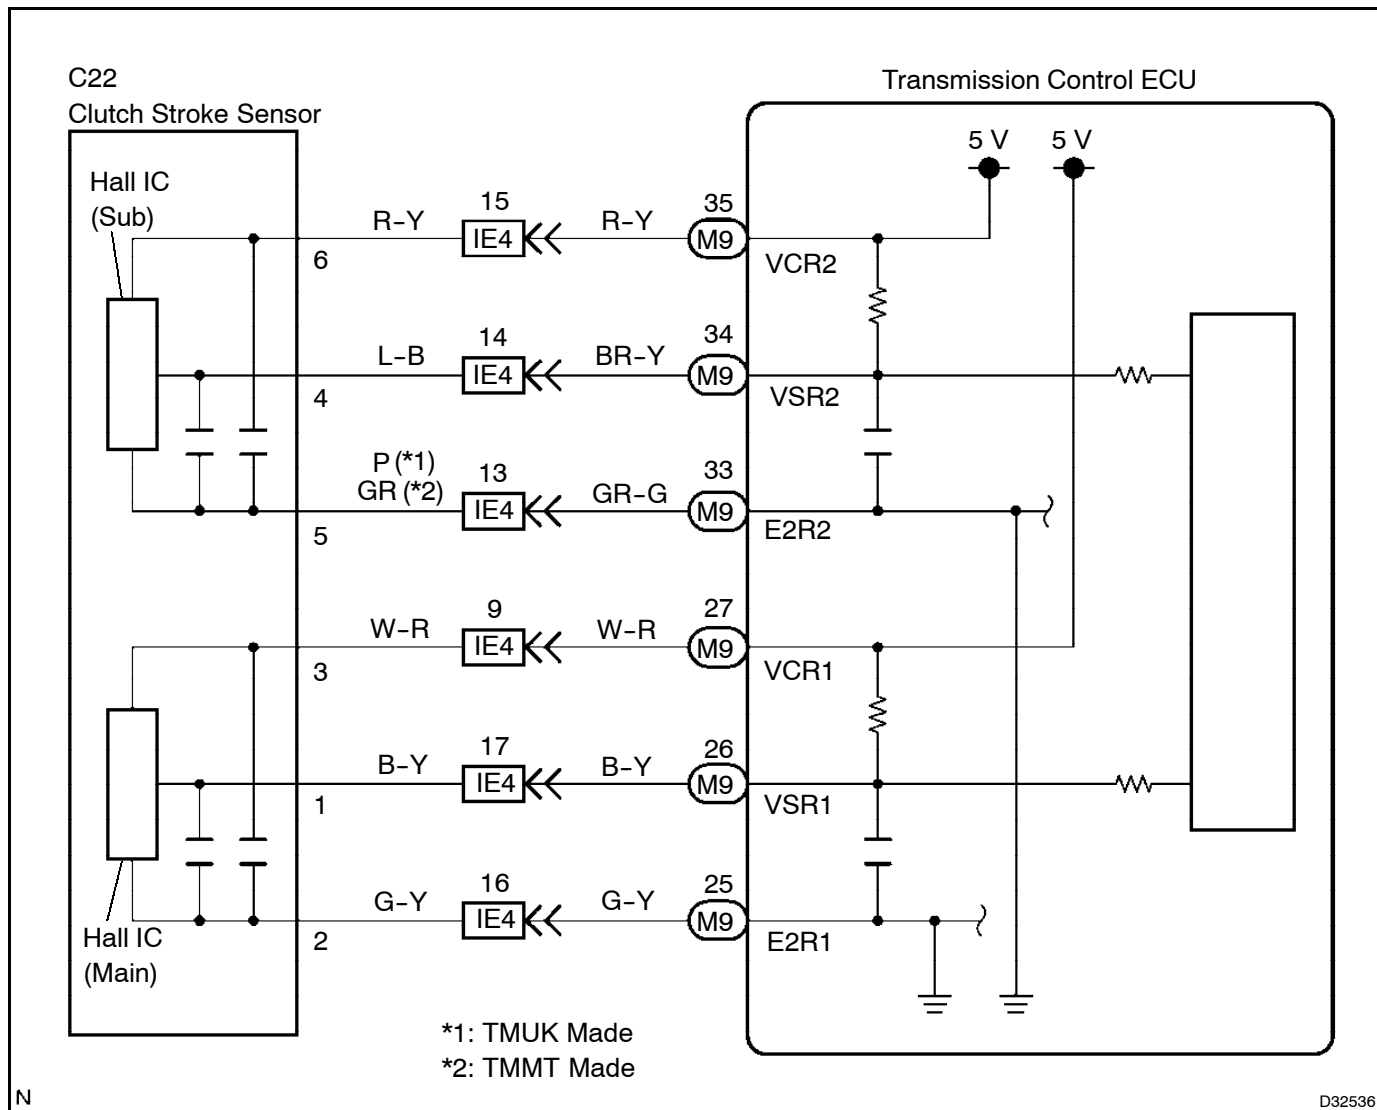 C22
Clutch Stroke Sensor
Transmission Control ECU
5 V 5 V
Hall IC
(Sub)
R-Y 15 IE4 R-Y 35 M9
6 VCR2
L-B 14 IE4 BR-Y 34 M9
4 VSR2
P (*1)
GR (*2) 13 IE4 GR-G 33 M9
5 E2R2
W-R 9 IE4 W-R 27 M9
3 VCR1
B-Y 17 IE4 B-Y 26 M9
1 VSR1
G-Y 16 IE4 G-Y 25 M9
2 E2R1
Hall IC
(Main)
*1: TMUK Made
*2: TMMT Made
N D32536